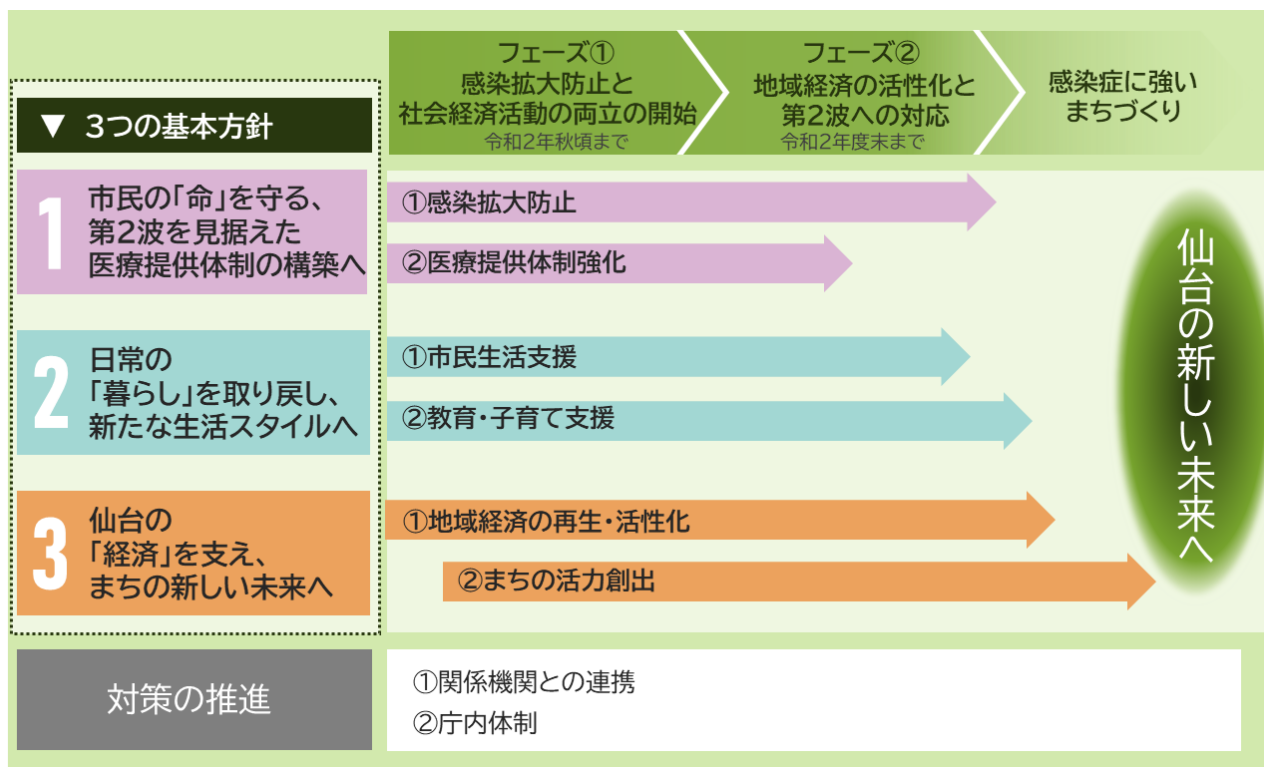 フェーズ①
感染拡大防止と
社会経済活動の両立の開始
令和2年秋頃まで
フェーズ②
地域経済の活性化と
第2波への対応
令和2年度末まで
感染症に強い
まちづくり
▼ 3つの基本方針
1
市民の「命」を守る、
第2波を見据えた
医療提供体制の構築へ
①感染拡大防止
②医療提供体制強化
2
日常の
「暮らし」を取り戻し、
新たな生活スタイルへ
①市民生活支援
②教育・子育て支援
3
仙台の
「経済」を支え、
まちの新しい未来へ
①地域経済の再生・活性化
②まちの活力創出
仙台の新しい未来へ
対策の推進
①関係機関との連携
②庁内体制